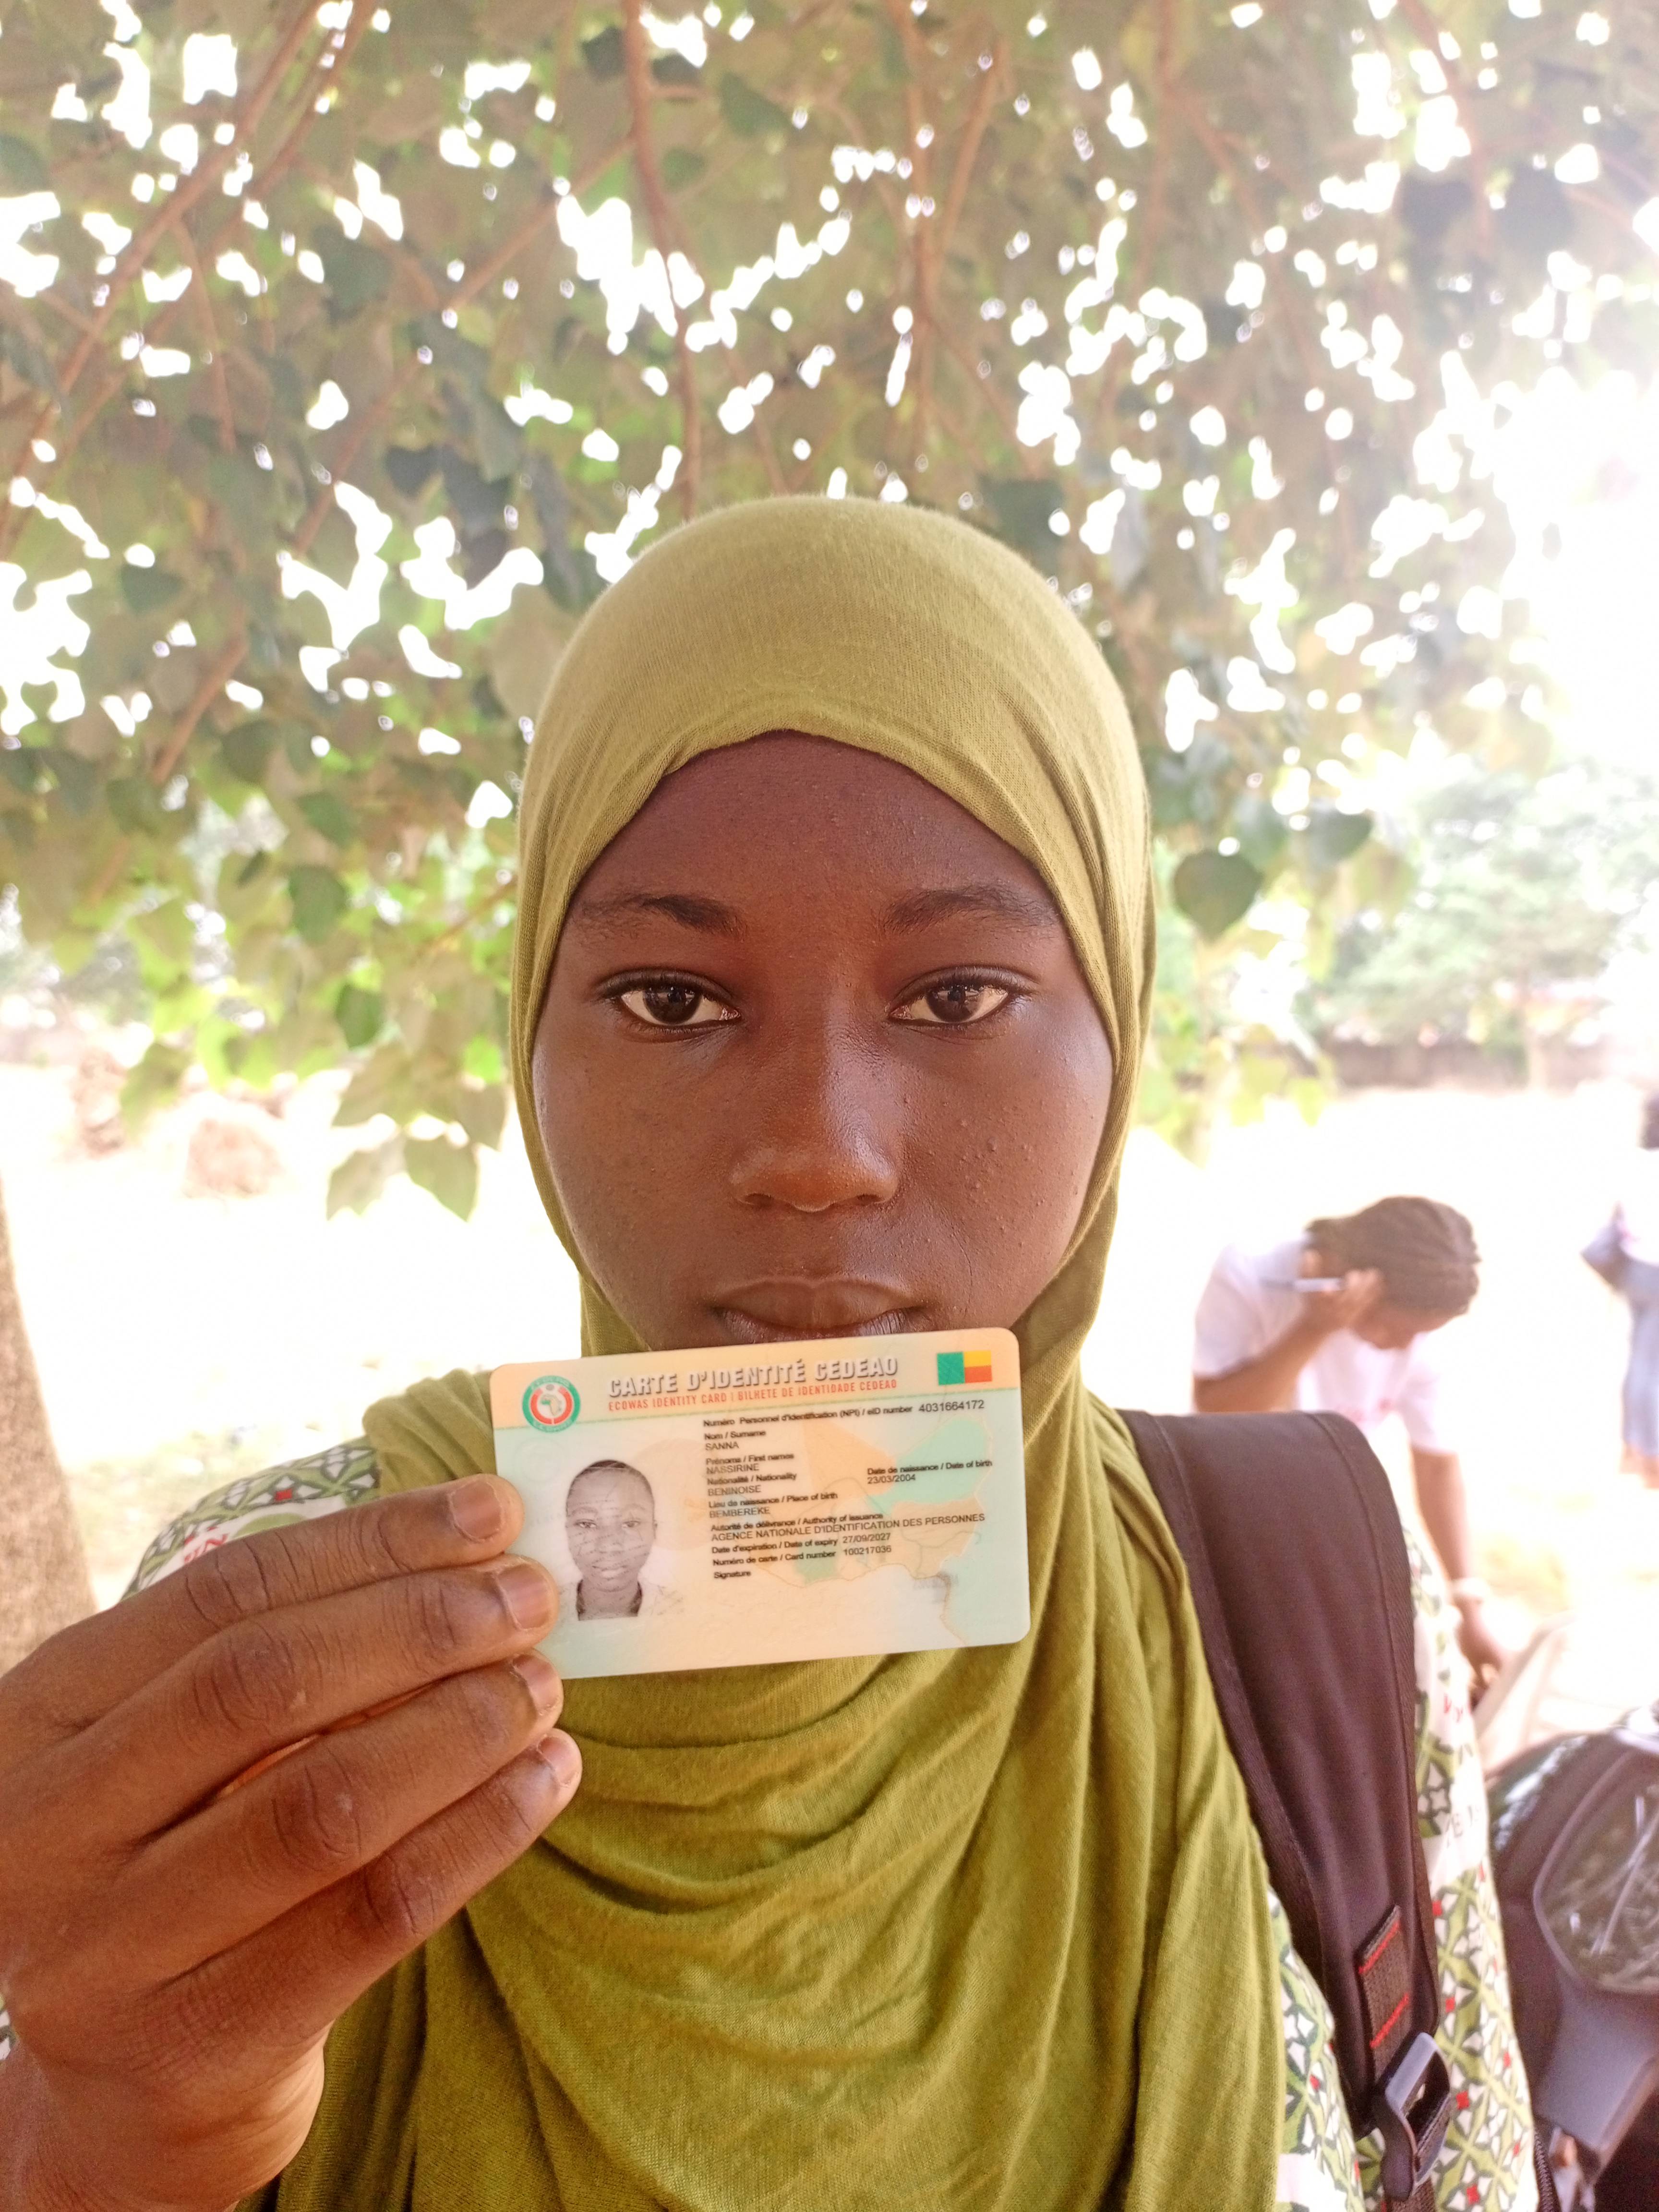 CARTE D'IDENTITÉ CEDEAO
ECOWAS IDENTITY CARD | BILHETE DE IDENTIDADE CEDEAO
Numéro Personnel d'Identification (NPI) / eID number 4031664172
Nom / Surname
SANNA
Prénoms / First names
NASSIRINE
Nationalité / Nationality
BENINOISE
Date de naissance / Date of birth
23/03/2004
Lieu de naissance / Place of birth
BEMBEREKE
Autorité de délivrance / Authority of issuance
AGENCE NATIONALE D'IDENTIFICATION DES PERSONNES
Date d'expiration / Date of expiry 27/09/2027
Numéro de carte / Card number 100217036
Signature